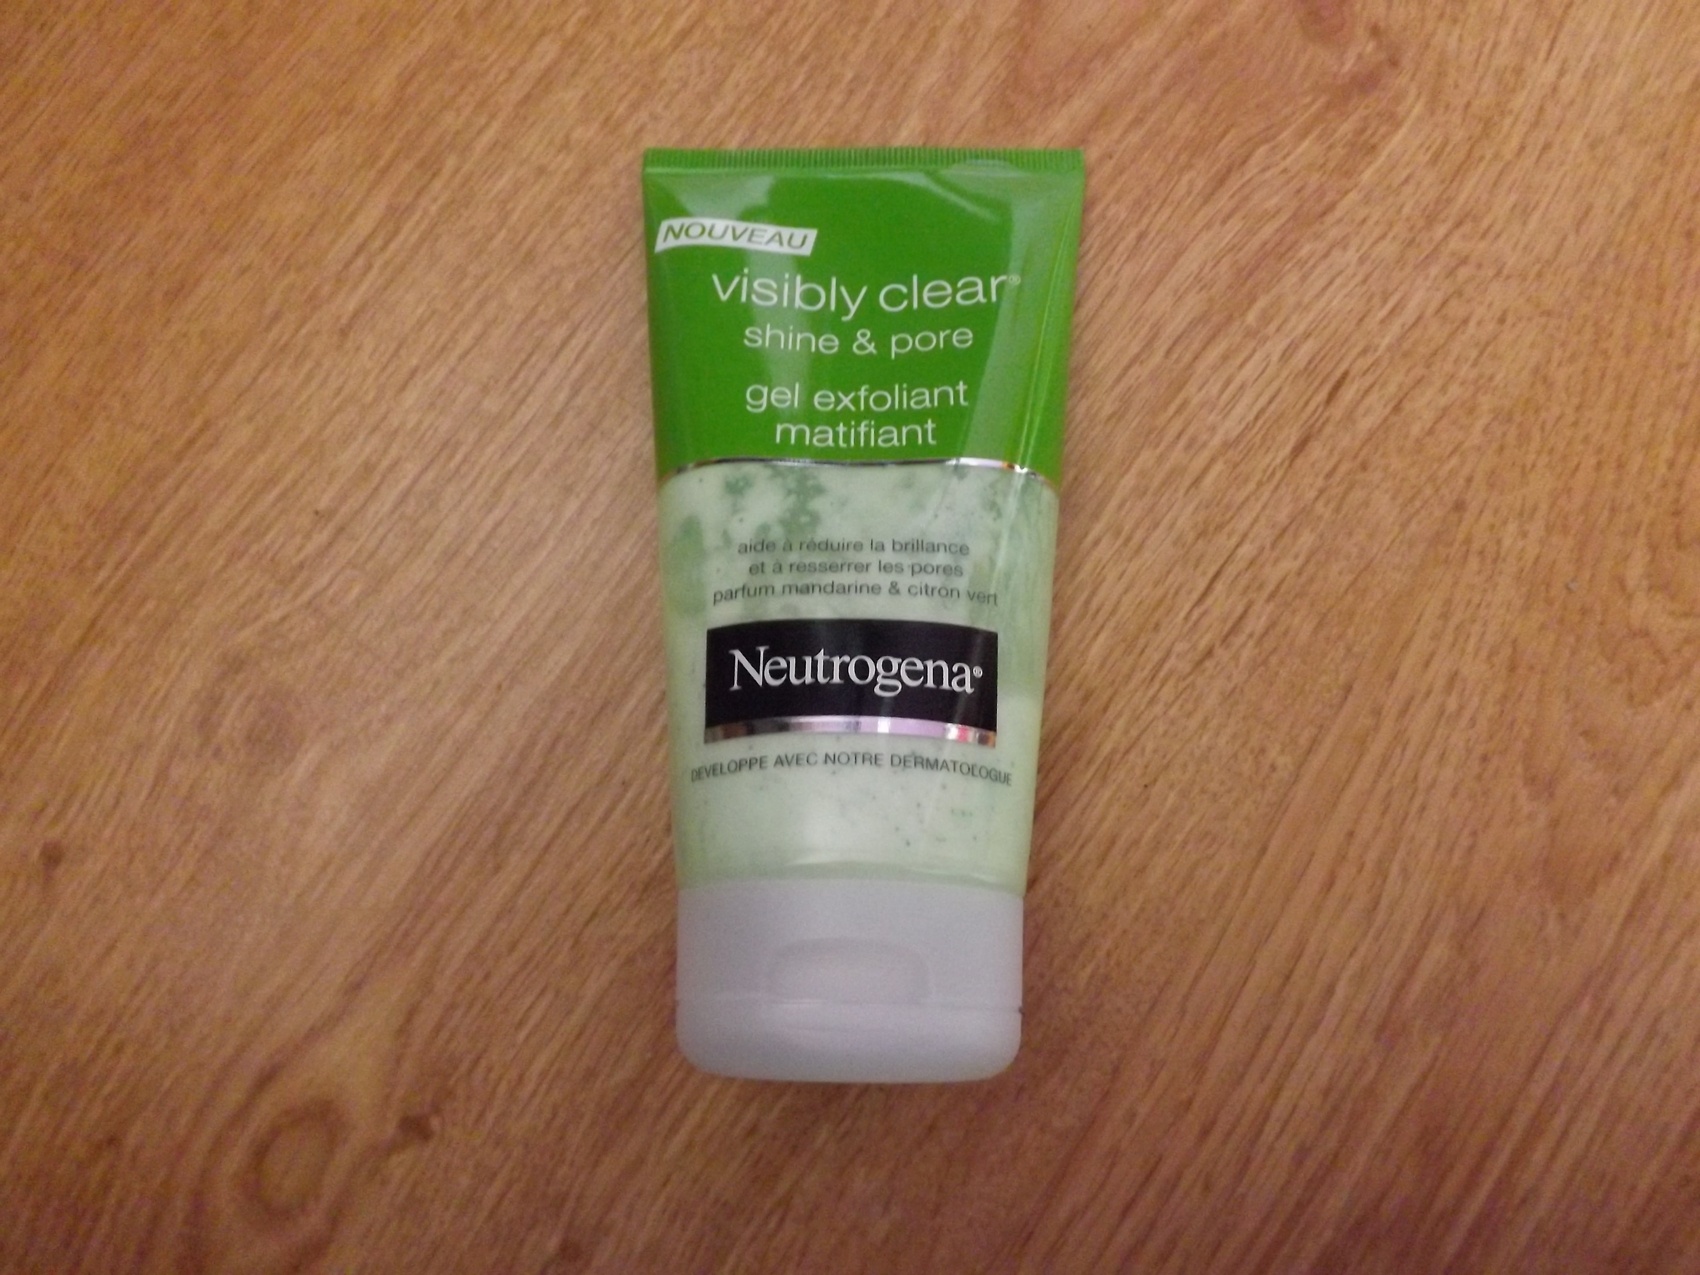 NOUVEAU
visibly clear®
shine & pore
gel exfoliant
matifiant
aide à réduire la brillance
et à resserrer les pores
parfum mandarine & citron vert
Neutrogena®
DEVELOPPE AVEC NOTRE DERMATOLOGUE